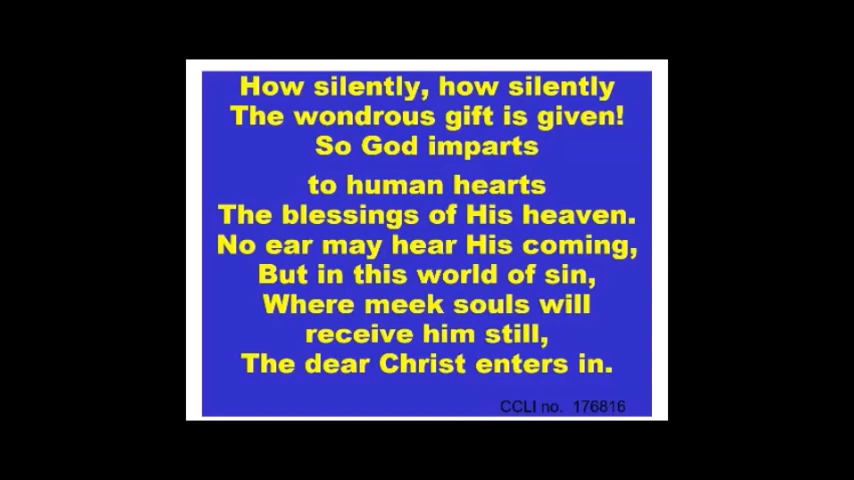 How silently, how silently
The wondrous gift is given!
So God imparts
to human hearts
The blessings of His heaven.
No ear may hear His coming,
But in this world of sin,
Where meek souls will
receive him still,
The dear Christ enters in.
CCLI no. 176816